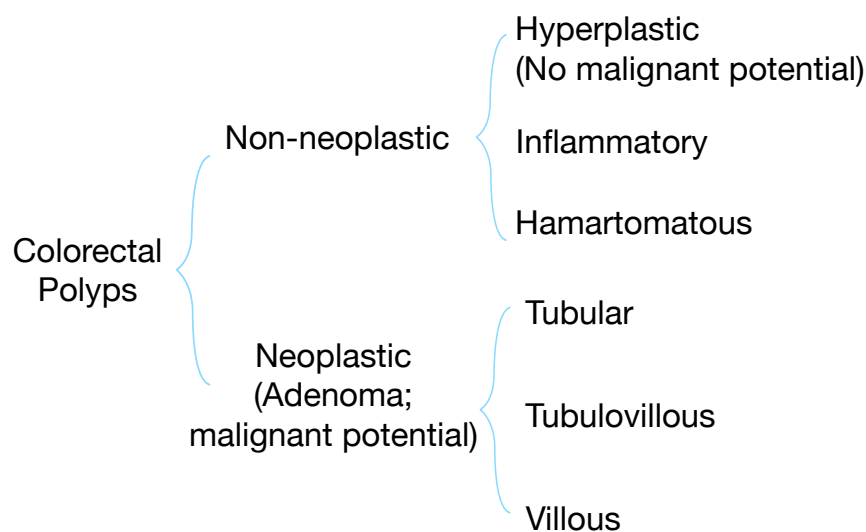 Colorectal
Polyps
Non-neoplastic
Hyperplastic
(No malignant potential)
Inflammatory
Hamartomatous
Neoplastic
(Adenoma;
malignant potential)
Tubular
Tubulovillous
Villous